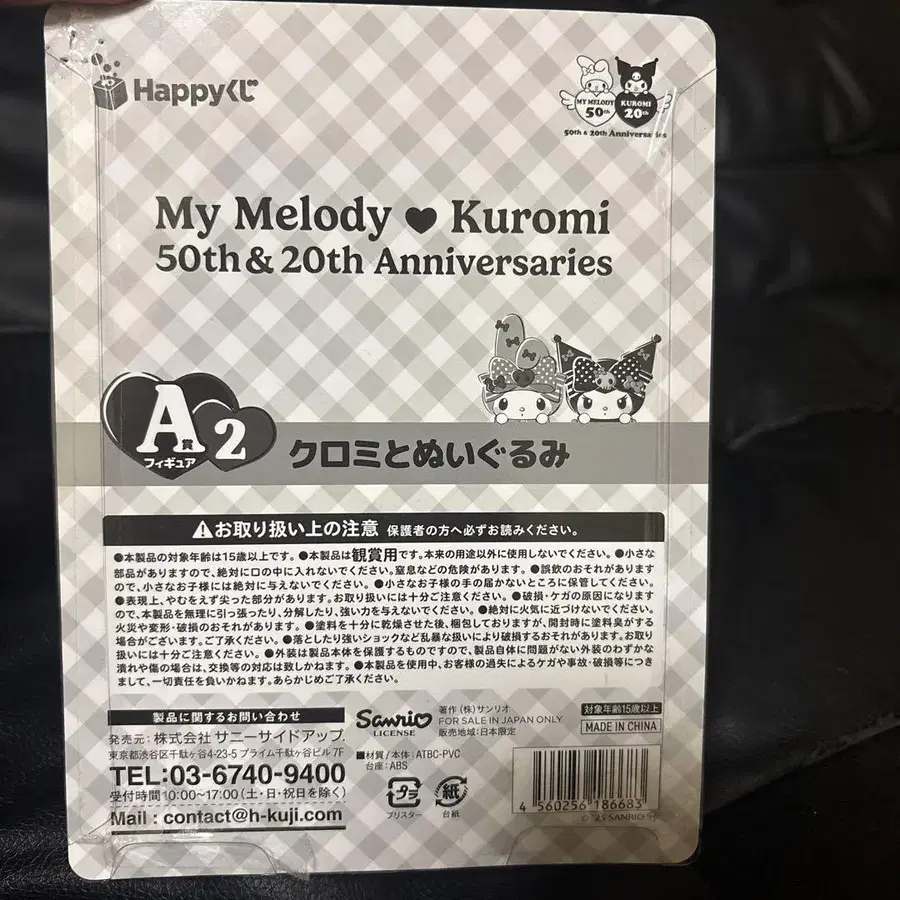 Happyくじ
MY MELODY 50th
KUROMI 20th
50th & 20th Anniversaries
My Melody ♥ Kuromi
50th & 20th Anniversaries
A賞 フィギュア 2 クロミとぬいぐるみ
⚠お取り扱い上の注意 保護者の方へ必ずお読みください。
●本製品の対象年齢は15歳以上です。●本製品は観賞用です。本来の用途以外に使用しないでください。●小さな
部品がありますので、絶対に口の中に入れないでください。窒息などの危険があります。●誤飲のおそれがあります
ので、小さなお子様には絶対に与えないでください。●小さなお子様の手の届かないところに保管してください。
●表現上、やむをえず尖った部分があります。お取り扱いには十分ご注意ください。●破損・ケガの原因になります
ので、本製品を無理に引っ張ったり、分解したり、強い力を与えないでください。●絶対に火気に近づけないでください。
火災や変形・破損のおそれがあります。●塗料を十分に乾燥させた後、梱包しておりますが、開封時に塗料臭がする
場合がございます。ご了承ください。●落としたり強いショックなど乱暴な扱いにより破損するおそれがあります。お取り
扱いには十分ご注意ください。●外装は製品本体を保護するものですので、製品自体に問題がない外装のわずかな
潰れや傷の場合は、交換等の対応は致しかねます。●本製品を使用中、お客様の過失によるケガや事故・破損等につき
まして、一切責任を負いかねます。あらかじめご了承ください。
製品に関するお問い合わせ
発売元：株式会社 サニーサイドアップ
東京都渋谷区千駄ヶ谷4-23-5 プライム千駄ヶ谷ビル 7F
TEL:03-6740-9400
受付時間10:00~17:00(土・日・祝日を除く)
Mail : contact@h-kuji.com
Sanrio
LICENSE
著作 (株)サンリオ
FOR SALE IN JAPAN ONLY
販売地域:日本限定
対象年齢15歳以上
MADE IN CHINA
■材質／本体：ATBC-PVC
台座：ABS
プラ
ブリスター
紙
台紙
4 560256 186683
© '25 SANRIO